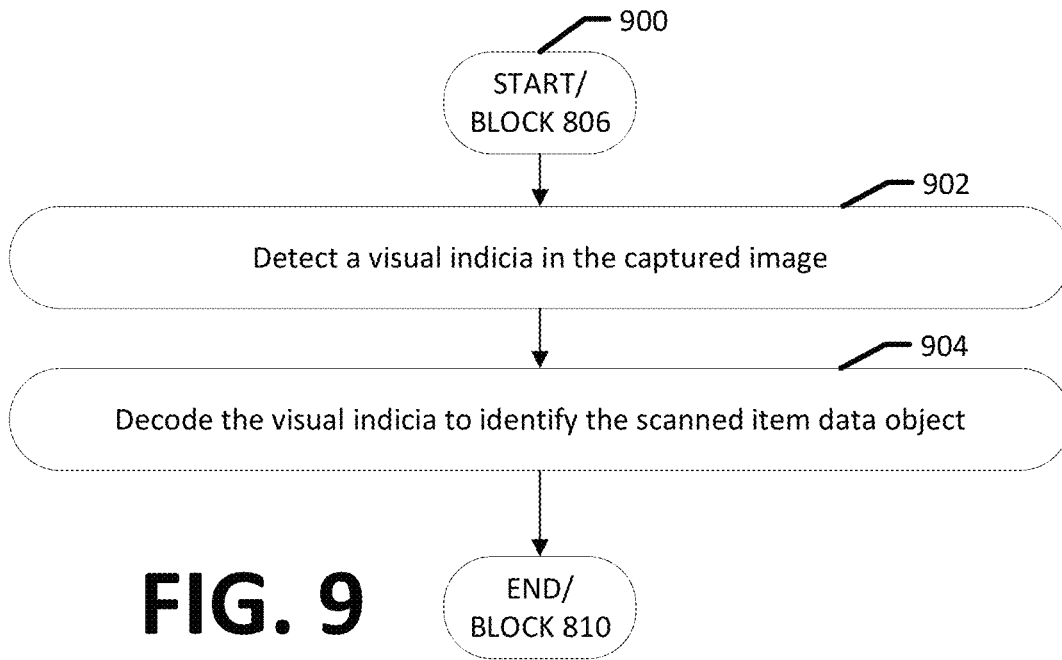 900
START/
BLOCK 806
902
Detect a visual indicia in the captured image
904
Decode the visual indicia to identify the scanned item data object
FIG. 9
END/
BLOCK 810